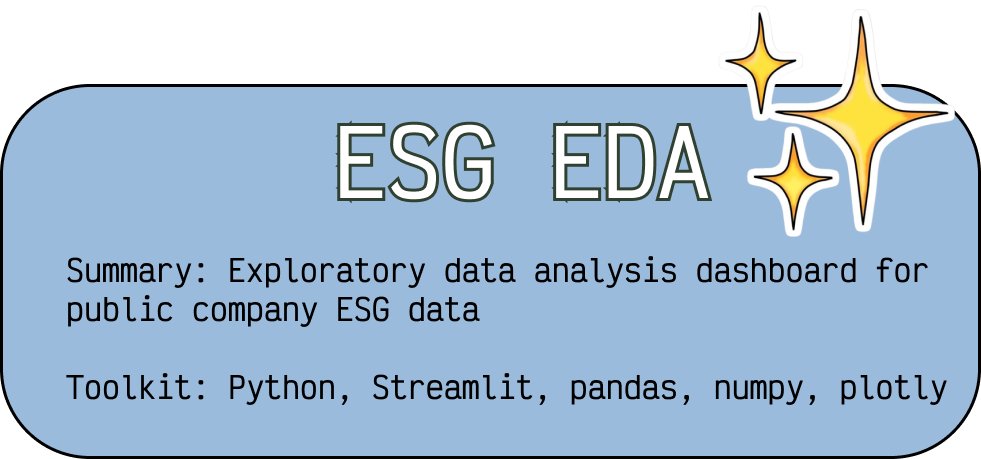 ESG EDA
Summary: Exploratory data analysis dashboard for
public company ESG data
Toolkit: Python, Streamlit, pandas, numpy, plotly